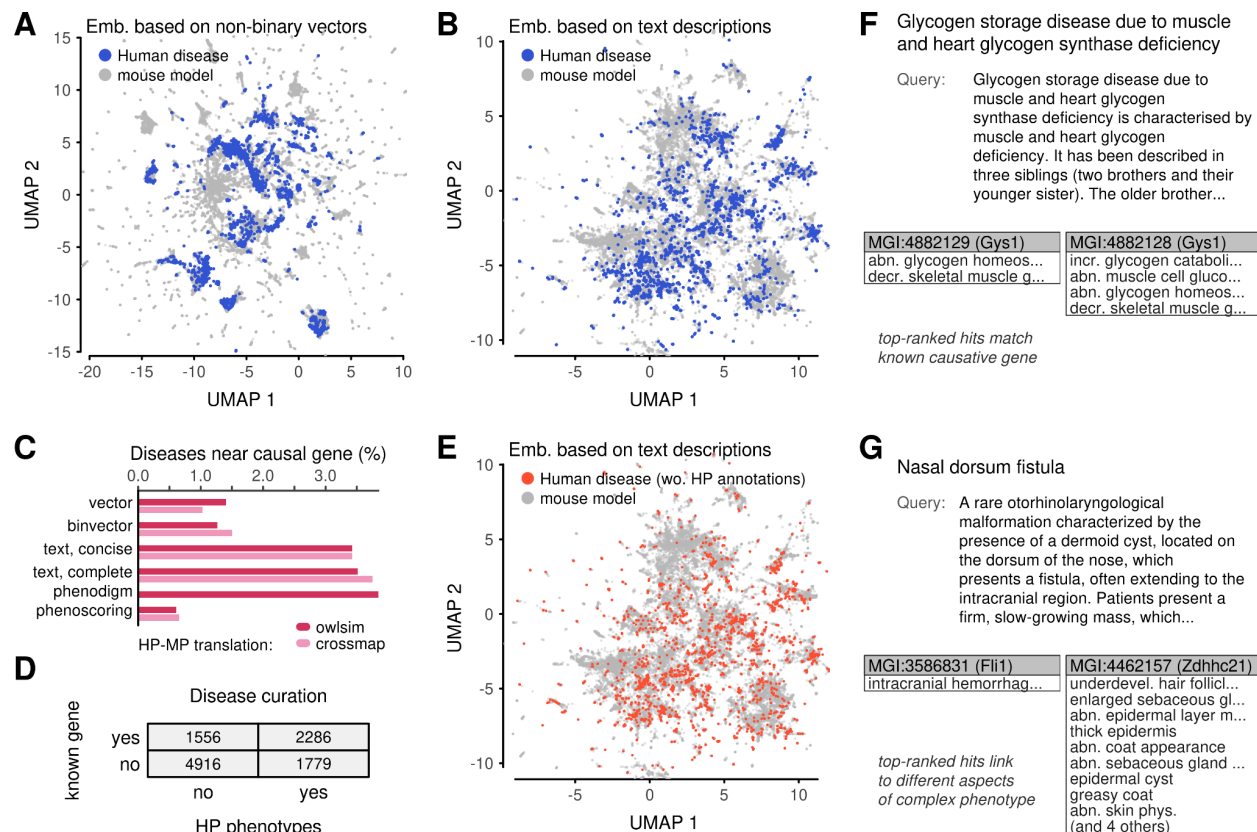 A
Emb. based on non-binary vectors
Human disease
mouse model
15
10
5
0
-5
-10
-15
UMAP 2
-20
-15
-10
-5
0
5
10
UMAP 1
B
Emb. based on text descriptions
Human disease
mouse model
10
5
0
-5
-10
UMAP 2
-5
0
5
10
UMAP 1
C
Diseases near causal gene (%)
0.0
1.0
2.0
3.0
vector
binvector
text, concise
text, complete
phenodigm
phenoscoring
HP-MP translation:
owlsim
crossmap
D
Disease curation
known gene
yes
1556
2286
no
4916
1779
no
yes
HP phenotypes
E
Emb. based on text descriptions
Human disease (wo. HP annotations)
mouse model
10
5
0
-5
-10
UMAP 2
-5
0
5
10
UMAP 1
F
Glycogen storage disease due to muscle
and heart glycogen synthase deficiency
Query:
Glycogen storage disease due to
muscle and heart glycogen
synthase deficiency is characterised by
muscle and heart glycogen
deficiency. It has been described in
three siblings (two brothers and their
younger sister). The older brother...
MGI:4882129 (Gys1)
abn. glycogen homeos...
decr. skeletal muscle g...
MGI:4882128 (Gys1)
incr. glycogen cataboli...
abn. muscle cell gluco...
abn. glycogen homeos...
decr. skeletal muscle g...
top-ranked hits match
known causative gene
G
Nasal dorsum fistula
Query:
A rare otorhinolaryngological
malformation characterized by the
presence of a dermoid cyst, located on
the dorsum of the nose, which
presents a fistula, often extending to the
intracranial region. Patients present a
firm, slow-growing mass, which...
MGI:3586831 (Fli1)
intracranial hemorrhag...
MGI:4462157 (Zdhhc21)
underdevel. hair follicl...
enlarged sebaceous gl...
abn. epidermal layer m...
thick epidermis
abn. coat appearance
abn. sebaceous gland ...
epidermal cyst
greasy coat
abn. skin phys.
(and 4 others)
top-ranked hits link
to different aspects
of complex phenotype